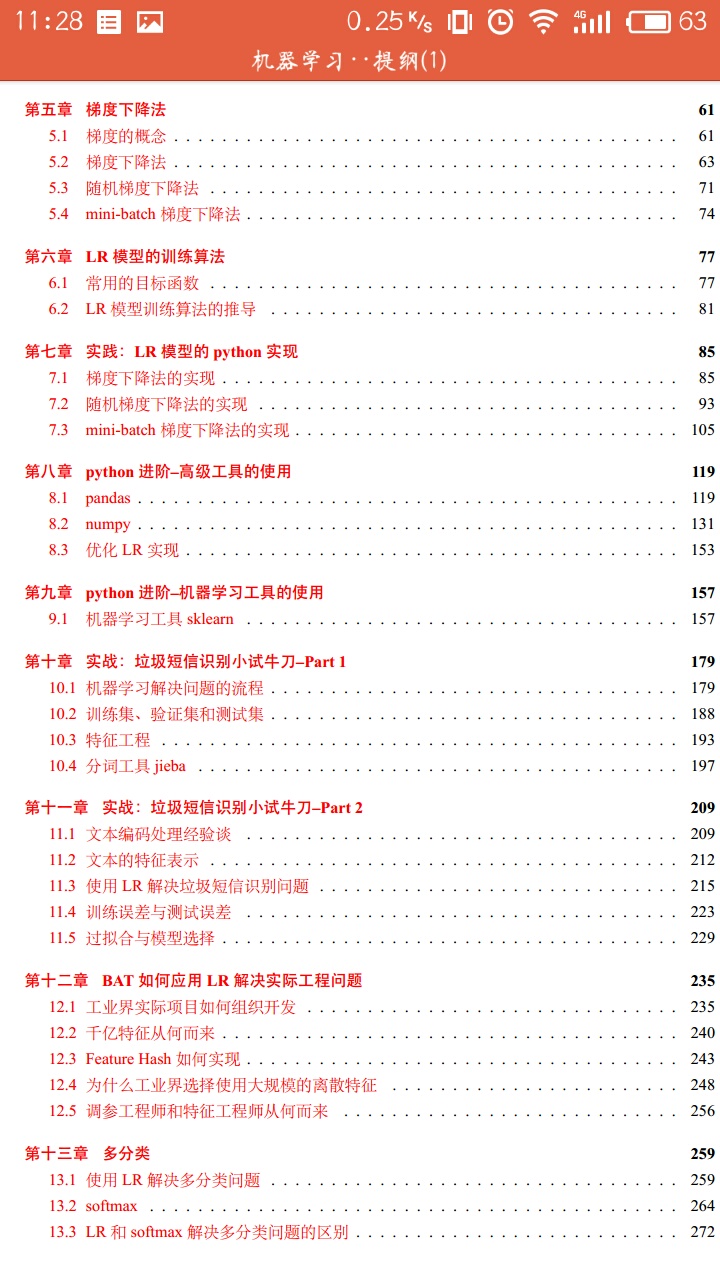 11:28 0.25 K/s 4G 63
机器学习··提纲(1)
第五章 梯度下降法 61
5.1 梯度的概念 61
5.2 梯度下降法 63
5.3 随机梯度下降法 71
5.4 mini-batch 梯度下降法 74
第六章 LR 模型的训练算法 77
6.1 常用的目标函数 77
6.2 LR 模型训练算法的推导 81
第七章 实践：LR 模型的 python 实现 85
7.1 梯度下降法的实现 85
7.2 随机梯度下降法的实现 93
7.3 mini-batch 梯度下降法的实现 105
第八章 python 进阶–高级工具的使用 119
8.1 pandas 119
8.2 numpy 131
8.3 优化 LR 实现 153
第九章 python 进阶–机器学习工具的使用 157
9.1 机器学习工具 sklearn 157
第十章 实战：垃圾短信识别小试牛刀–Part 1 179
10.1 机器学习解决问题的流程 179
10.2 训练集、验证集和测试集 188
10.3 特征工程 193
10.4 分词工具 jieba 197
第十一章 实战：垃圾短信识别小试牛刀–Part 2 209
11.1 文本编码处理经验谈 209
11.2 文本的特征表示 212
11.3 使用 LR 解决垃圾短信识别问题 215
11.4 训练误差与测试误差 223
11.5 过拟合与模型选择 229
第十二章 BAT 如何应用 LR 解决实际工程问题 235
12.1 工业界实际项目如何组织开发 235
12.2 千亿特征从何而来 240
12.3 Feature Hash 如何实现 243
12.4 为什么工业界选择使用大规模的离散特征 248
12.5 调参工程师和特征工程师从何而来 256
第十三章 多分类 259
13.1 使用 LR 解决多分类问题 259
13.2 softmax 264
13.3 LR 和 softmax 解决多分类问题的区别 272